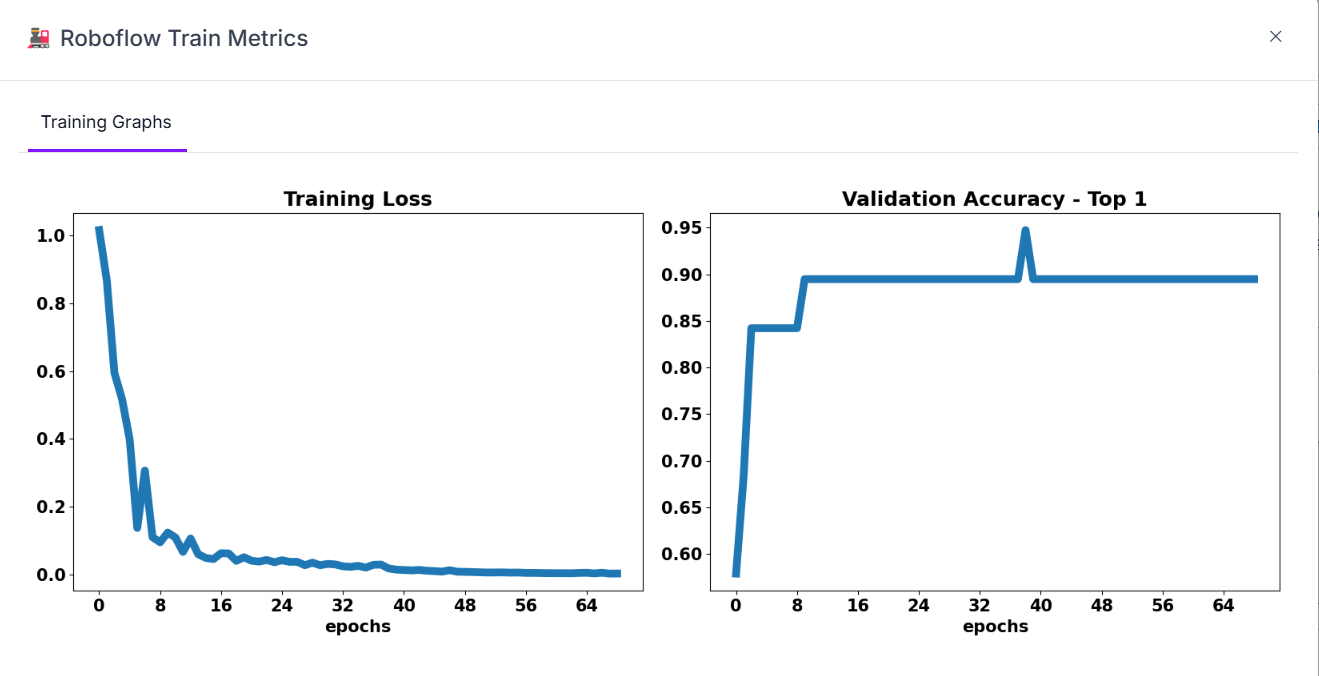 🚂 Roboflow Train Metrics
Training Graphs
Training Loss
1.0
0.8
0.6
0.4
0.2
0.0
0 8 16 24 32 40 48 56 64
epochs
Validation Accuracy - Top 1
0.95
0.90
0.85
0.80
0.75
0.70
0.65
0.60
0 8 16 24 32 40 48 56 64
epochs